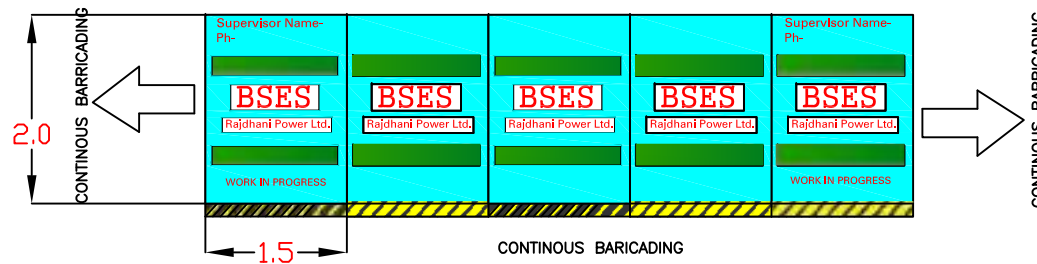 Supervisor Name-
Ph-
BSES
Rajdhani Power Ltd.
WORK IN PROGRESS
BSES
Rajdhani Power Ltd.
BSES
Rajdhani Power Ltd.
BSES
Rajdhani Power Ltd.
Supervisor Name-
Ph-
BSES
Rajdhani Power Ltd.
WORK IN PROGRESS
2.0
CONTINOUS BARRICADING
CONTINOUS BARICADING
1.5
CONTINOUS BARICADING